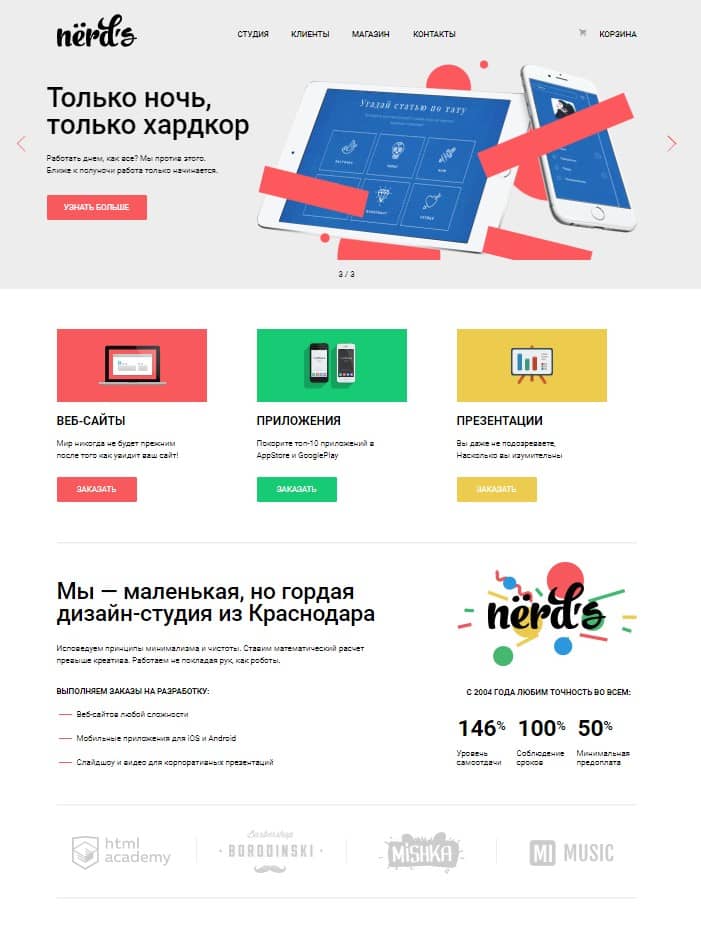 nërd's
СТУДИЯ КЛИЕНТЫ МАГАЗИН КОНТАКТЫ КОРЗИНА
Только ночь,
только хардкор
Работать днем, как все? Мы против этого.
Ближе к полуночи работа только начинается.
УЗНАТЬ БОЛЬШЕ
Угадай статью по тату
3 / 3
ВЕБ-САЙТЫ
Мир никогда не будет прежним
после того как увидит ваш сайт!
ЗАКАЗАТЬ
ПРИЛОЖЕНИЯ
Покорите топ-10 приложений в
AppStore и GooglePlay
ЗАКАЗАТЬ
ПРЕЗЕНТАЦИИ
Вы даже не подозреваете,
Насколько вы изумительны
ЗАКАЗАТЬ
Мы — маленькая, но гордая
дизайн-студия из Краснодара
Исповедуем принципы минимализма и чистоты. Ставим математический расчет
превыше креатива. Работаем не покладая рук, как роботы.
ВЫПОЛНЯЕМ ЗАКАЗЫ НА РАЗРАБОТКУ:
Веб-сайтов любой сложности
Мобильные приложения для iOS и Android
Слайдшоу и видео для корпоративных презентаций
nërd's
С 2004 ГОДА ЛЮБИМ ТОЧНОСТЬ ВО ВСЕМ:
146% 100% 50%
Уровень
самоотдачи
Соблюдение
сроков
Минимальная
предоплата
html
academy
Barbershop
BORODINSKI
MiSHKA
MI MUSIC